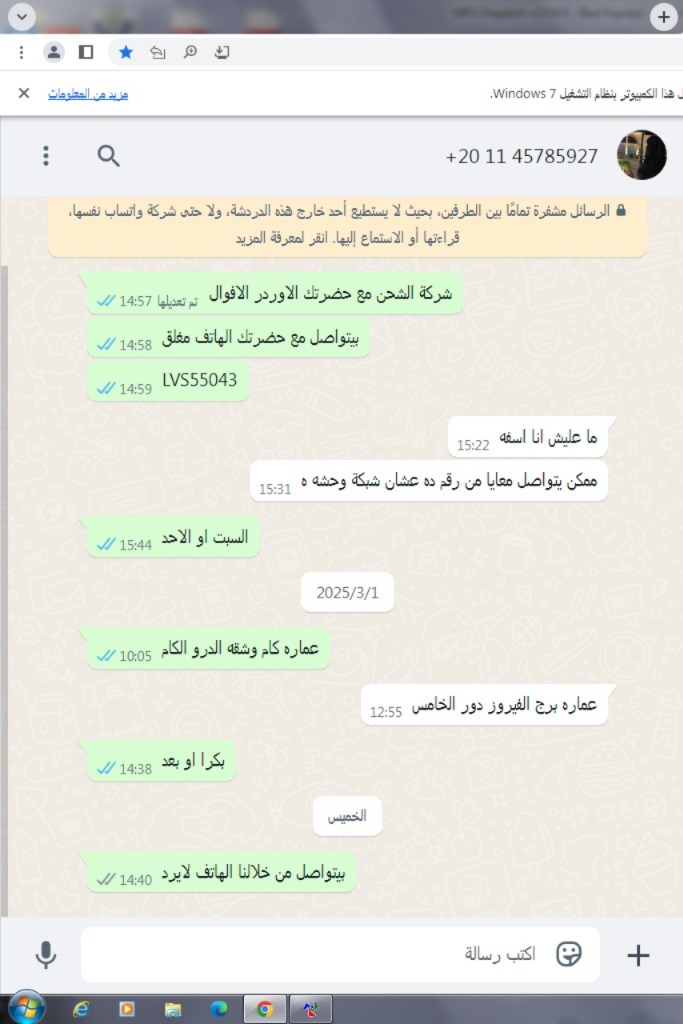 ل هذا الكمبيوتر بنظام التشغيل Windows 7.
مزيد من المعلومات
+20 11 45785927
الرسائل مشفرة تمامًا بين الطرفين، بحيث لا يستطيع أحد خارج هذه الدردشة، ولا حتى شركة واتساب نفسها،
قراءتها أو الاستماع إليها. انقر لمعرفة المزيد
شركة الشحن مع حضرتك الاوردر الافوال تم تعديلها 14:57
بيتواصل مع حضرتك الهاتف مغلق 14:58
LVS55043 14:59
ما عليش انا اسفه 15:22
ممكن يتواصل معايا من رقم ده عشان شبكة وحشه ه 15:31
السبت او الاحد 15:44
2025/3/1
عماره كام وشقه الدرو الكام 10:05
عماره برج الفيروز دور الخامس 12:55
بكرا او بعد 14:38
الخميس
بيتواصل من خلالنا الهاتف لايرد 14:40
اكتب رسالة